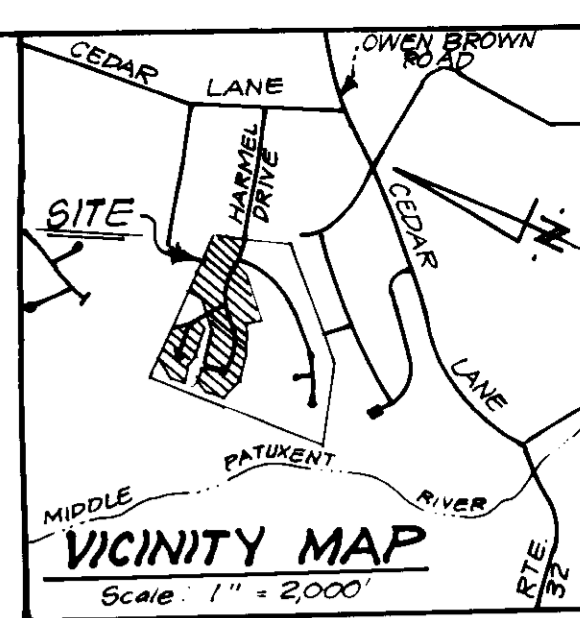 OWEN BROWN
ROAD
CEDAR
LANE
HARMEL
DRIVE
SITE
CEDAR
LANE
N
PATUXENT
MIDDLE
RIVER
VICINITY MAP
Scale: 1" = 2,000'
RTE.
32